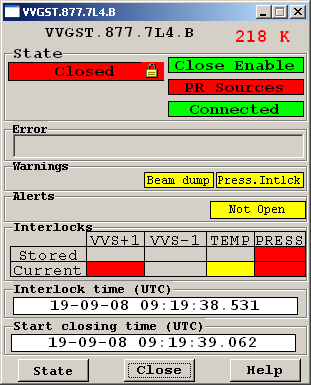 VVGST.877.7L4.B
VVGST.877.7L4.B 218 K
State
Closed
Close Enable
PR Sources
Connected
Error
Warnings
Beam dump Press.Intlck
Alerts
Not Open
Interlocks
VVS+1 VVS-1 TEMP PRESS
Stored
Current
Interlock time (UTC)
19-09-08 09:19:38.531
Start closing time (UTC)
19-09-08 09:19:39.062
State Close Help